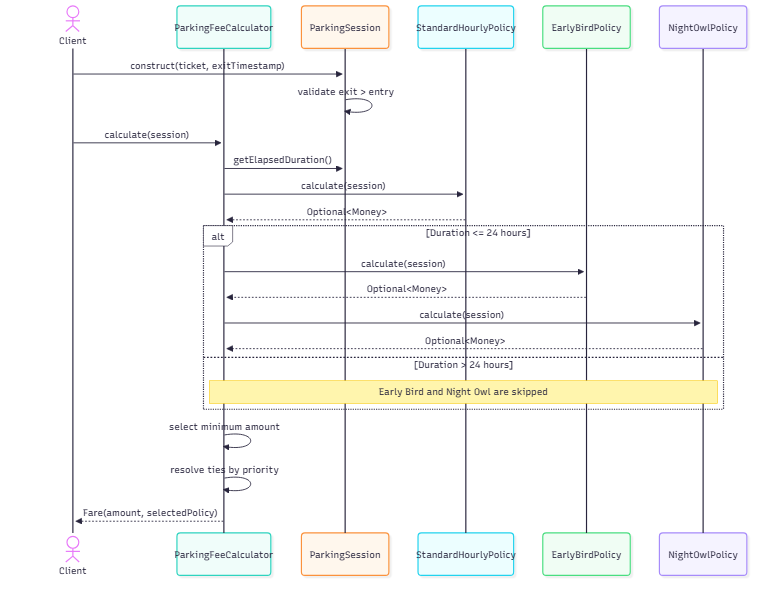 Client
ParkingFeeCalculator
ParkingSession
StandardHourlyPolicy
EarlyBirdPolicy
NightOwlPolicy
construct(ticket, exitTimestamp)
validate exit > entry
calculate(session)
getElapsedDuration()
calculate(session)
Optional<Money>
alt
[Duration <= 24 hours]
calculate(session)
Optional<Money>
calculate(session)
Optional<Money>
[Duration > 24 hours]
Early Bird and Night Owl are skipped
select minimum amount
resolve ties by priority
Fare(amount, selectedPolicy)
Client
ParkingFeeCalculator
ParkingSession
StandardHourlyPolicy
EarlyBirdPolicy
NightOwlPolicy